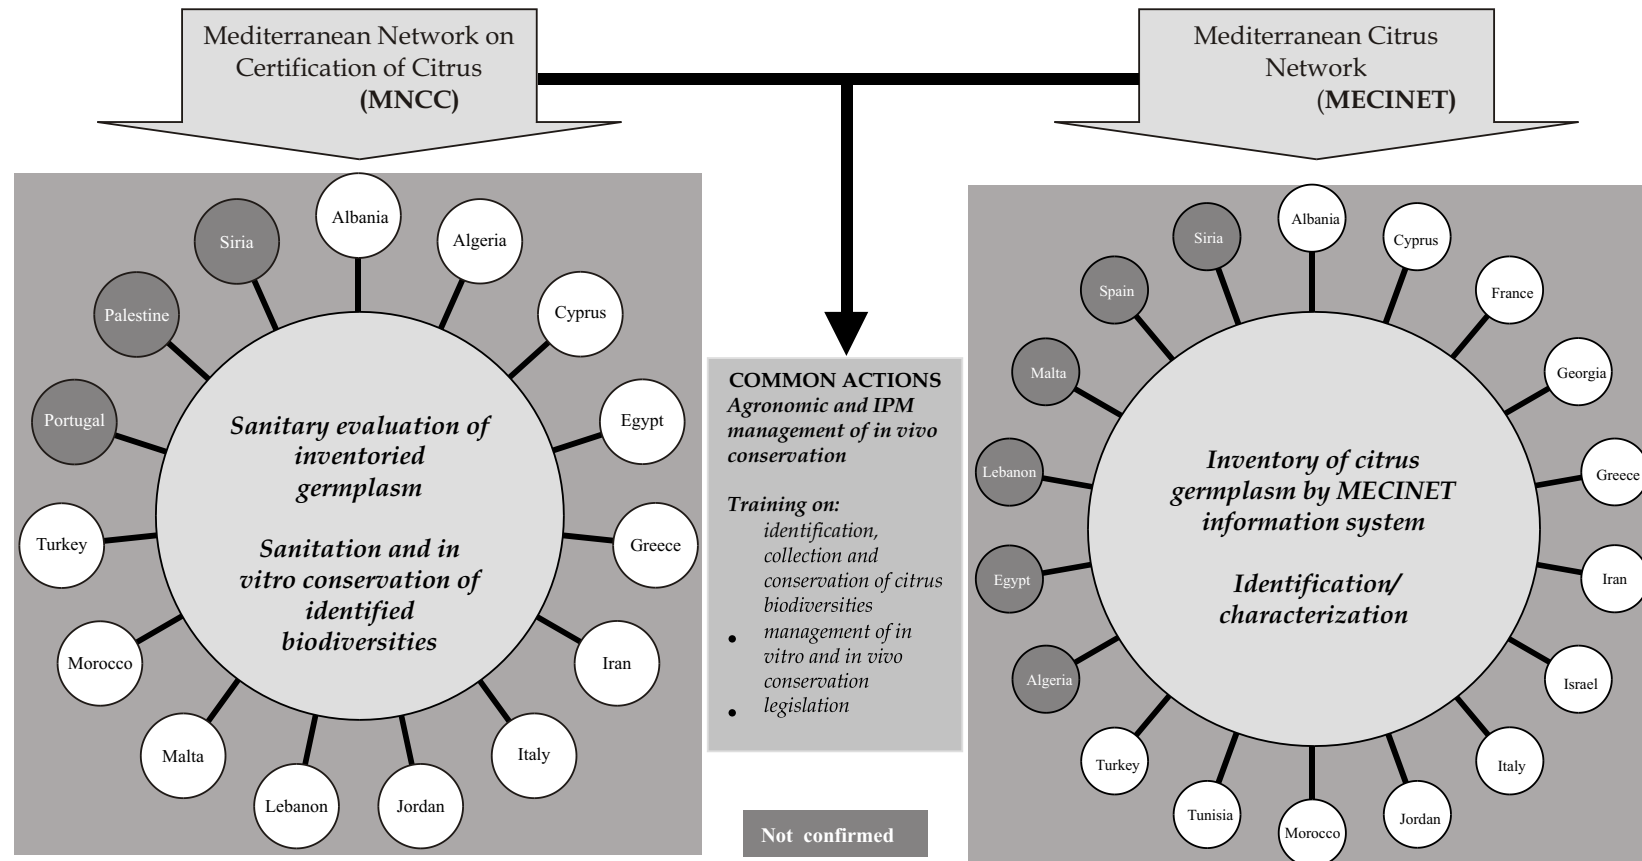 Mediterranean Network on
Certification of Citrus
(MNCC)
Mediterranean Citrus
Network
(MECINET)
Albania
Algeria
Cyprus
Egypt
Greece
Iran
Italy
Jordan
Lebanon
Malta
Morocco
Turkey
Portugal
Palestine
Siria
Sanitary evaluation of
inventoried
germplasm
Sanitation and in
vitro conservation of
identified
biodiversities
COMMON ACTIONS
Agronomic and IPM
management of in vivo
conservation
Training on:
identification,
collection and
conservation of citrus
biodiversities
• management of in
vitro and in vivo
conservation
• legislation
Not confirmed
Albania
Cyprus
France
Georgia
Greece
Iran
Israel
Italy
Jordan
Morocco
Tunisia
Turkey
Algeria
Egypt
Lebanon
Malta
Spain
Siria
Inventory of citrus
germplasm by MECINET
information system
Identification/
characterization